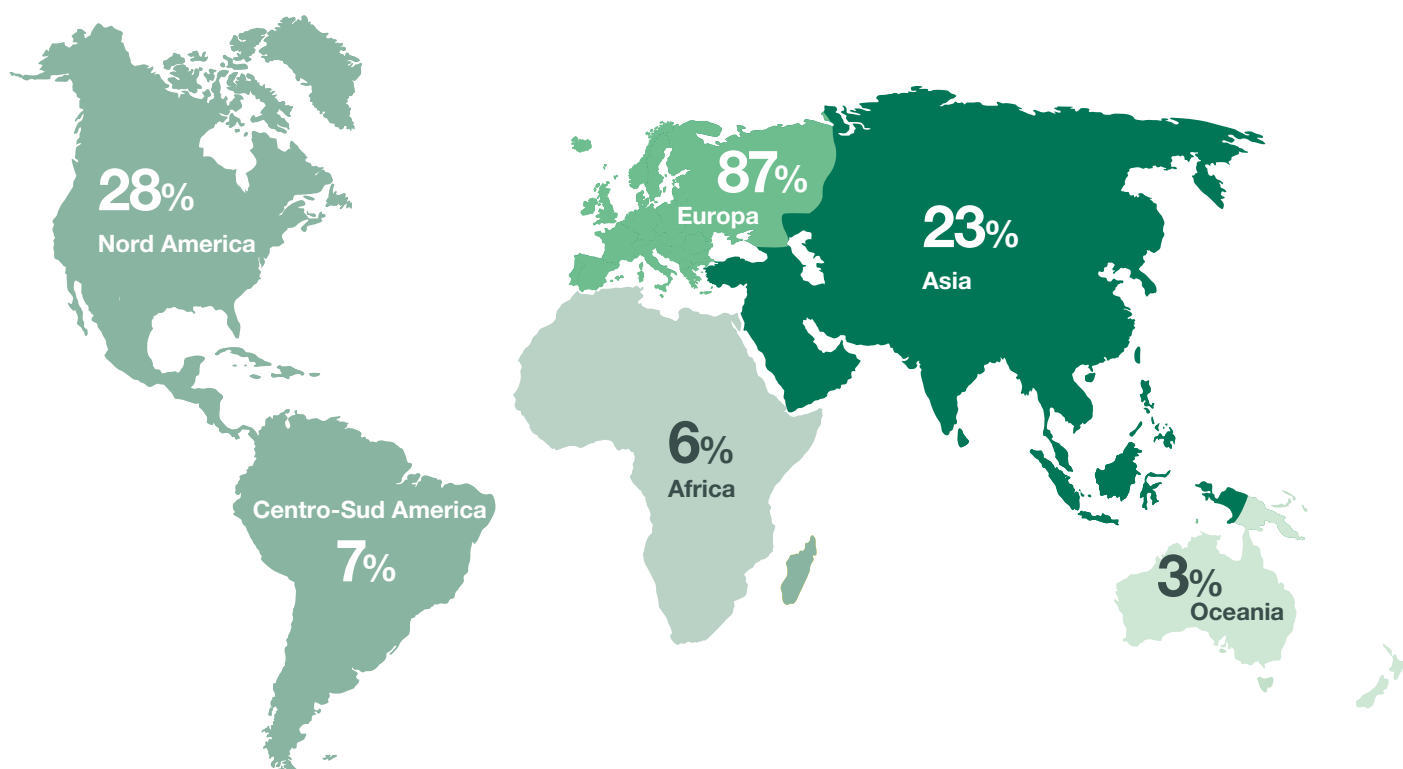 28%
Nord America
87%
Europa
23%
Asia
6%
Africa
Centro-Sud America
7%
3%
Oceania